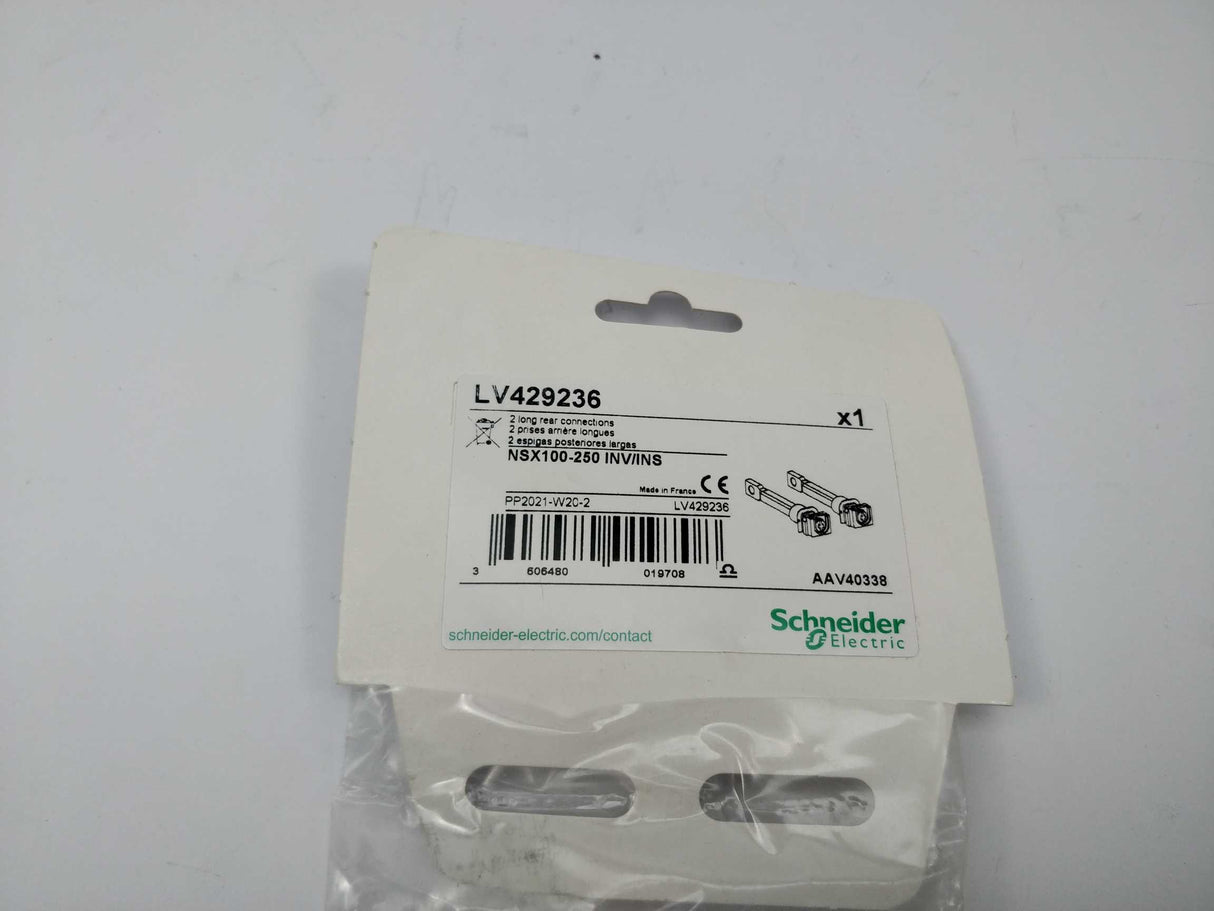 LV429236
x1
2 long rear connections
2 prises arrière longues
2 espigas posteriores largas
NSX100-250 INV/INS
Made in France CE
PP2021-W20-2 LV429236
3 606480 019708
AAV40338
schneider-electric.com/contact
Schneider
Electric